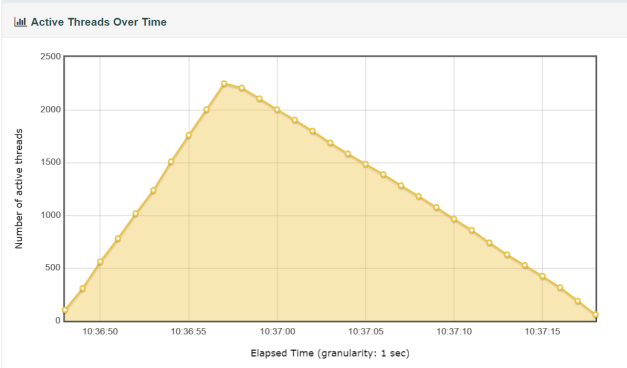 Active Threads Over Time
Number of active threads
2500
2000
1500
1000
500
0
10:36:50 10:36:55 10:37:00 10:37:05 10:37:10 10:37:15
Elapsed Time (granularity: 1 sec)